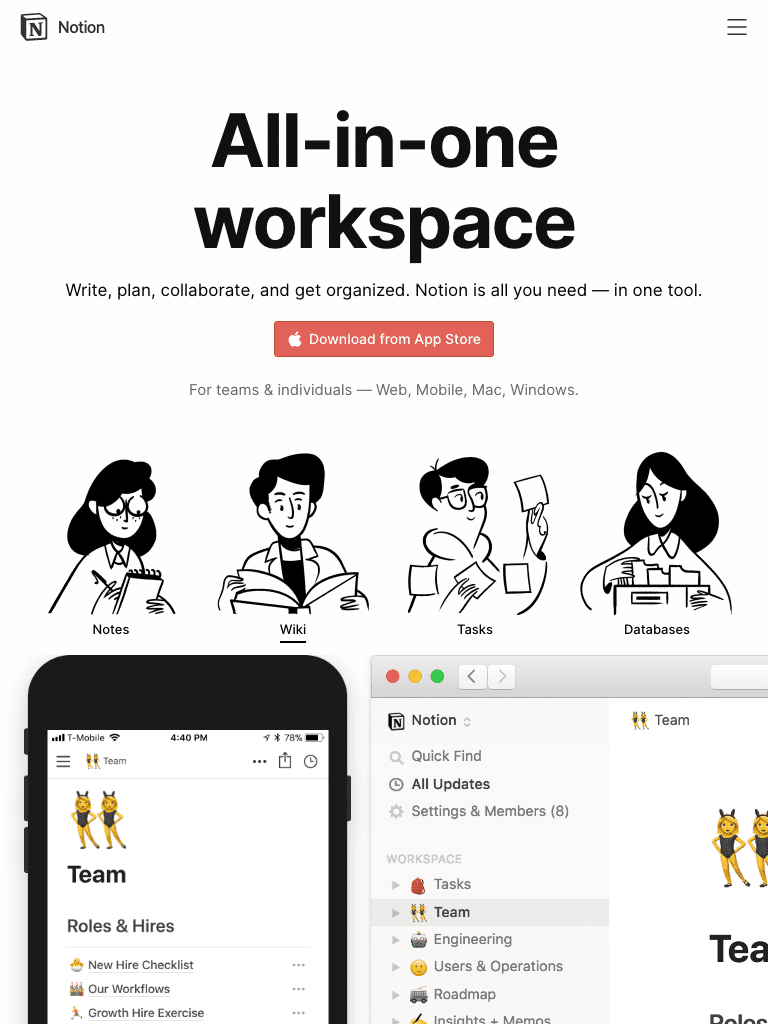 Notion
All-in-one
workspace
Write, plan, collaborate, and get organized. Notion is all you need — in one tool.
Download from App Store
For teams & individuals — Web, Mobile, Mac, Windows.
Notes
Wiki
Tasks
Databases
T-Mobile 4:40 PM 78%
Team
Team
Roles & Hires
New Hire Checklist
Our Workflows
Growth Hire Exercise
Notion
Quick Find
All Updates
Settings & Members (8)
WORKSPACE
Tasks
Team
Engineering
Users & Operations
Roadmap
Insights + Memos
Team
Tea
Roles